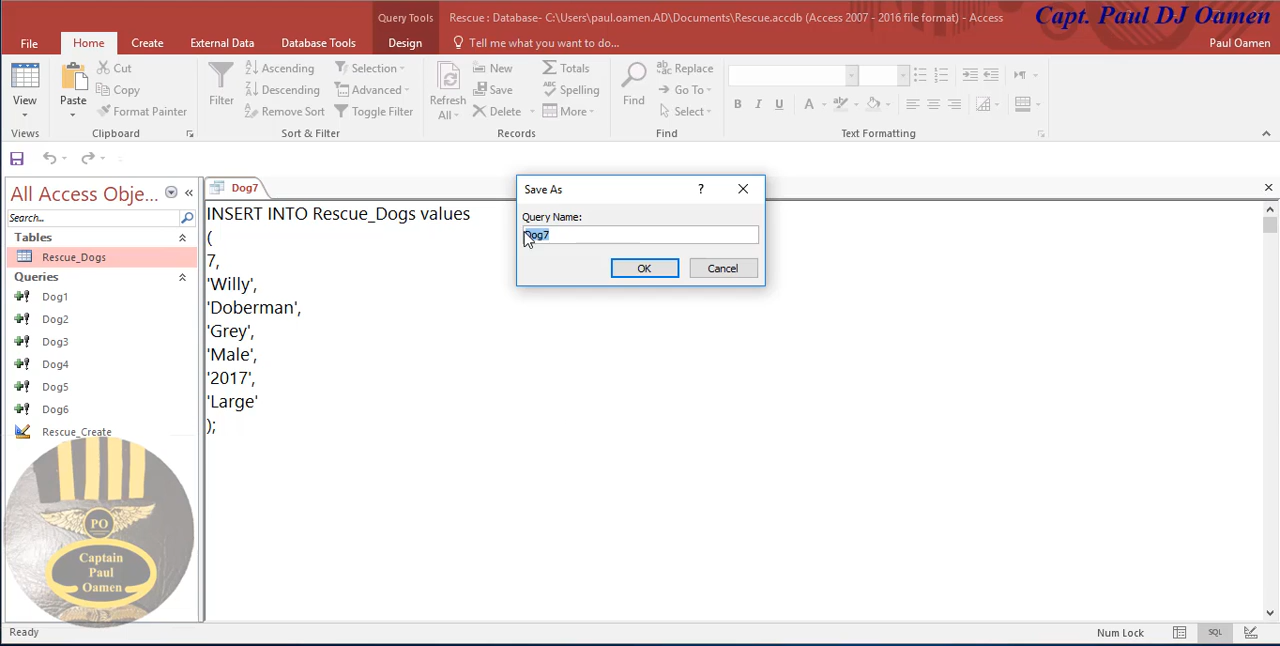 Query Tools
Rescue : Database- C:\Users\paul.oamen.AD\Documents\Rescue.accdb (Access 2007 - 2016 file format) - Access
Capt. Paul DJ Oamen
File Home Create External Data Database Tools Design Tell me what you want to do... Paul Oamen
View
Views
Paste
Cut
Copy
Format Painter
Clipboard
Filter
Ascending
Descending
Remove Sort
Selection
Advanced
Toggle Filter
Sort & Filter
Refresh
All
New
Save
Delete
Totals
Spelling
More
Records
Find
Replace
Go To
Select
Find
B I U A
Text Formatting
All Access Obje...
Search...
Tables
Rescue_Dogs
Queries
Dog1
Dog2
Dog3
Dog4
Dog5
Dog6
Rescue_Create
PO
Captain
Paul
Oamen
Dog7
INSERT INTO Rescue_Dogs values
(
7,
'Willy',
'Doberman',
'Grey',
'Male',
'2017',
'Large'
);
Save As ?
Query Name:
Dog7
OK Cancel
Ready Num Lock SQL